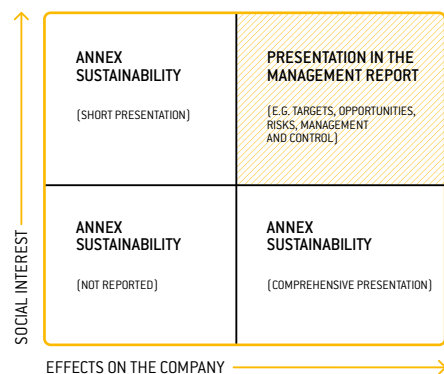 ANNEX
SUSTAINABILITY
(SHORT PRESENTATION)
PRESENTATION IN THE
MANAGEMENT REPORT
(E.G. TARGETS, OPPORTUNITIES,
RISKS, MANAGEMENT
AND CONTROL)
ANNEX
SUSTAINABILITY
(NOT REPORTED)
ANNEX
SUSTAINABILITY
(COMPREHENSIVE PRESENTATION)
SOCIAL INTEREST
EFFECTS ON THE COMPANY